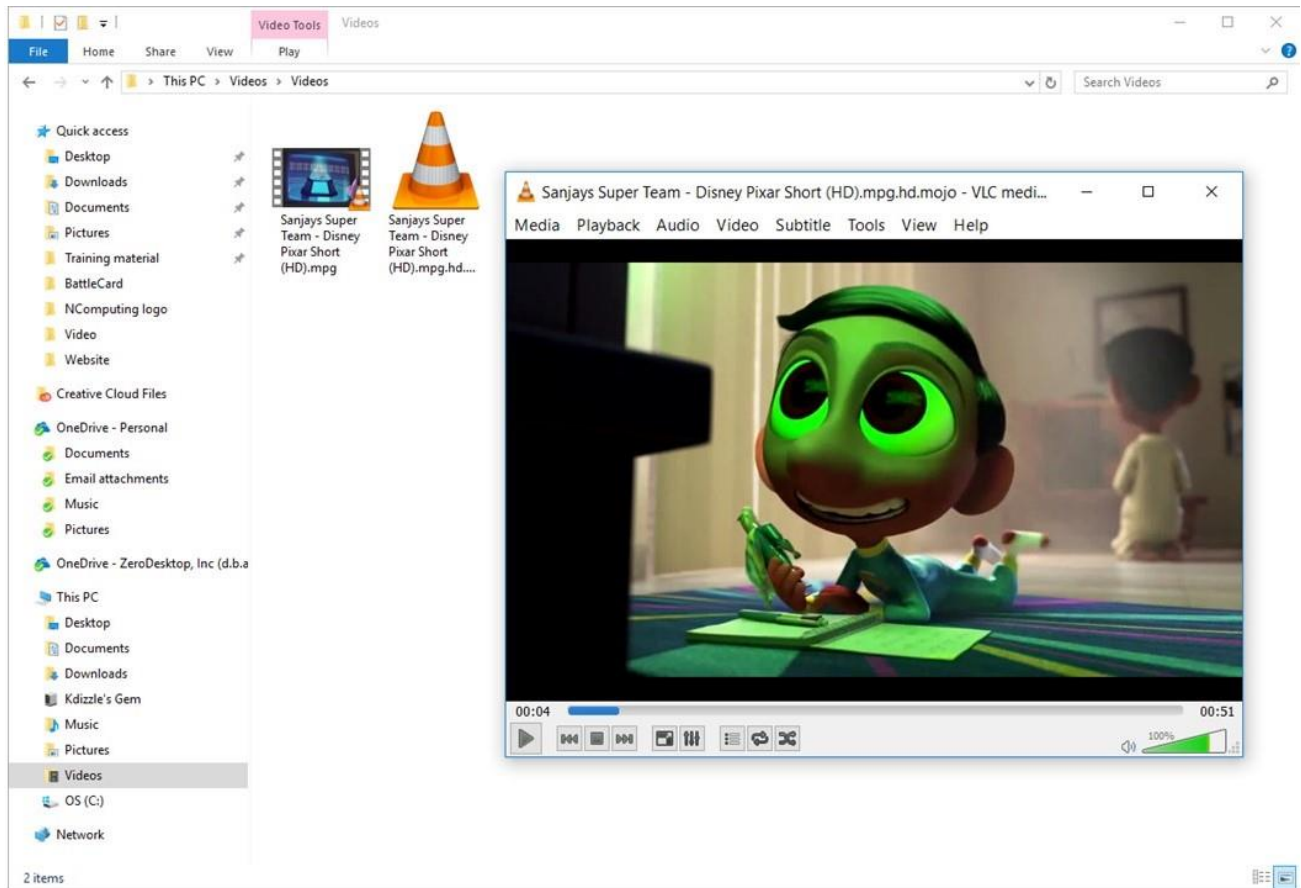 Video Tools
Videos
File
Home
Share
View
Play
This PC > Videos > Videos
Search Videos
Quick access
Desktop
Downloads
Documents
Pictures
Training material
BattleCard
NComputing logo
Video
Website
Creative Cloud Files
OneDrive - Personal
Documents
Email attachments
Music
Pictures
OneDrive - ZeroDesktop, Inc (d.b.a
This PC
Desktop
Documents
Downloads
Kdizzle's Gem
Music
Pictures
Videos
OS (C:)
Network
2 items
Sanjays Super
Team - Disney
Pixar Short
(HD).mpg
Sanjays Super
Team - Disney
Pixar Short
(HD).mpg.hd....
Sanjays Super Team - Disney Pixar Short (HD).mpg.hd.mojo - VLC medi...
Media Playback Audio Video Subtitle Tools View Help
00:04
00:51
100%